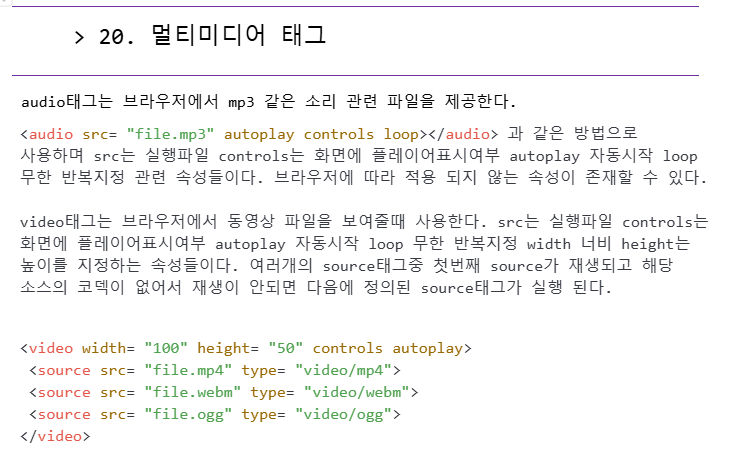 > 20. 멀티미디어 태그
audio태그는 브라우저에서 mp3 같은 소리 관련 파일을 제공한다.
<audio src= "file.mp3" autoplay controls loop></audio> 과 같은 방법으로
사용하며 src는 실행파일 controls는 화면에 플레이어표시여부 autoplay 자동시작 loop
무한 반복지정 관련 속성들이다. 브라우저에 따라 적용 되지 않는 속성이 존재할 수 있다.
video태그는 브라우저에서 동영상 파일을 보여줄때 사용한다. src는 실행파일 controls는
화면에 플레이어표시여부 autoplay 자동시작 loop 무한 반복지정 width 너비 height는
높이를 지정하는 속성들이다. 여러개의 source태그중 첫번째 source가 재생되고 해당
소스의 코덱이 없어서 재생이 안되면 다음에 정의된 source태그가 실행 된다.
<video width= "100" height= "50" controls autoplay>
<source src= "file.mp4" type= "video/mp4">
<source src= "file.webm" type= "video/webm">
<source src= "file.ogg" type= "video/ogg">
</video>